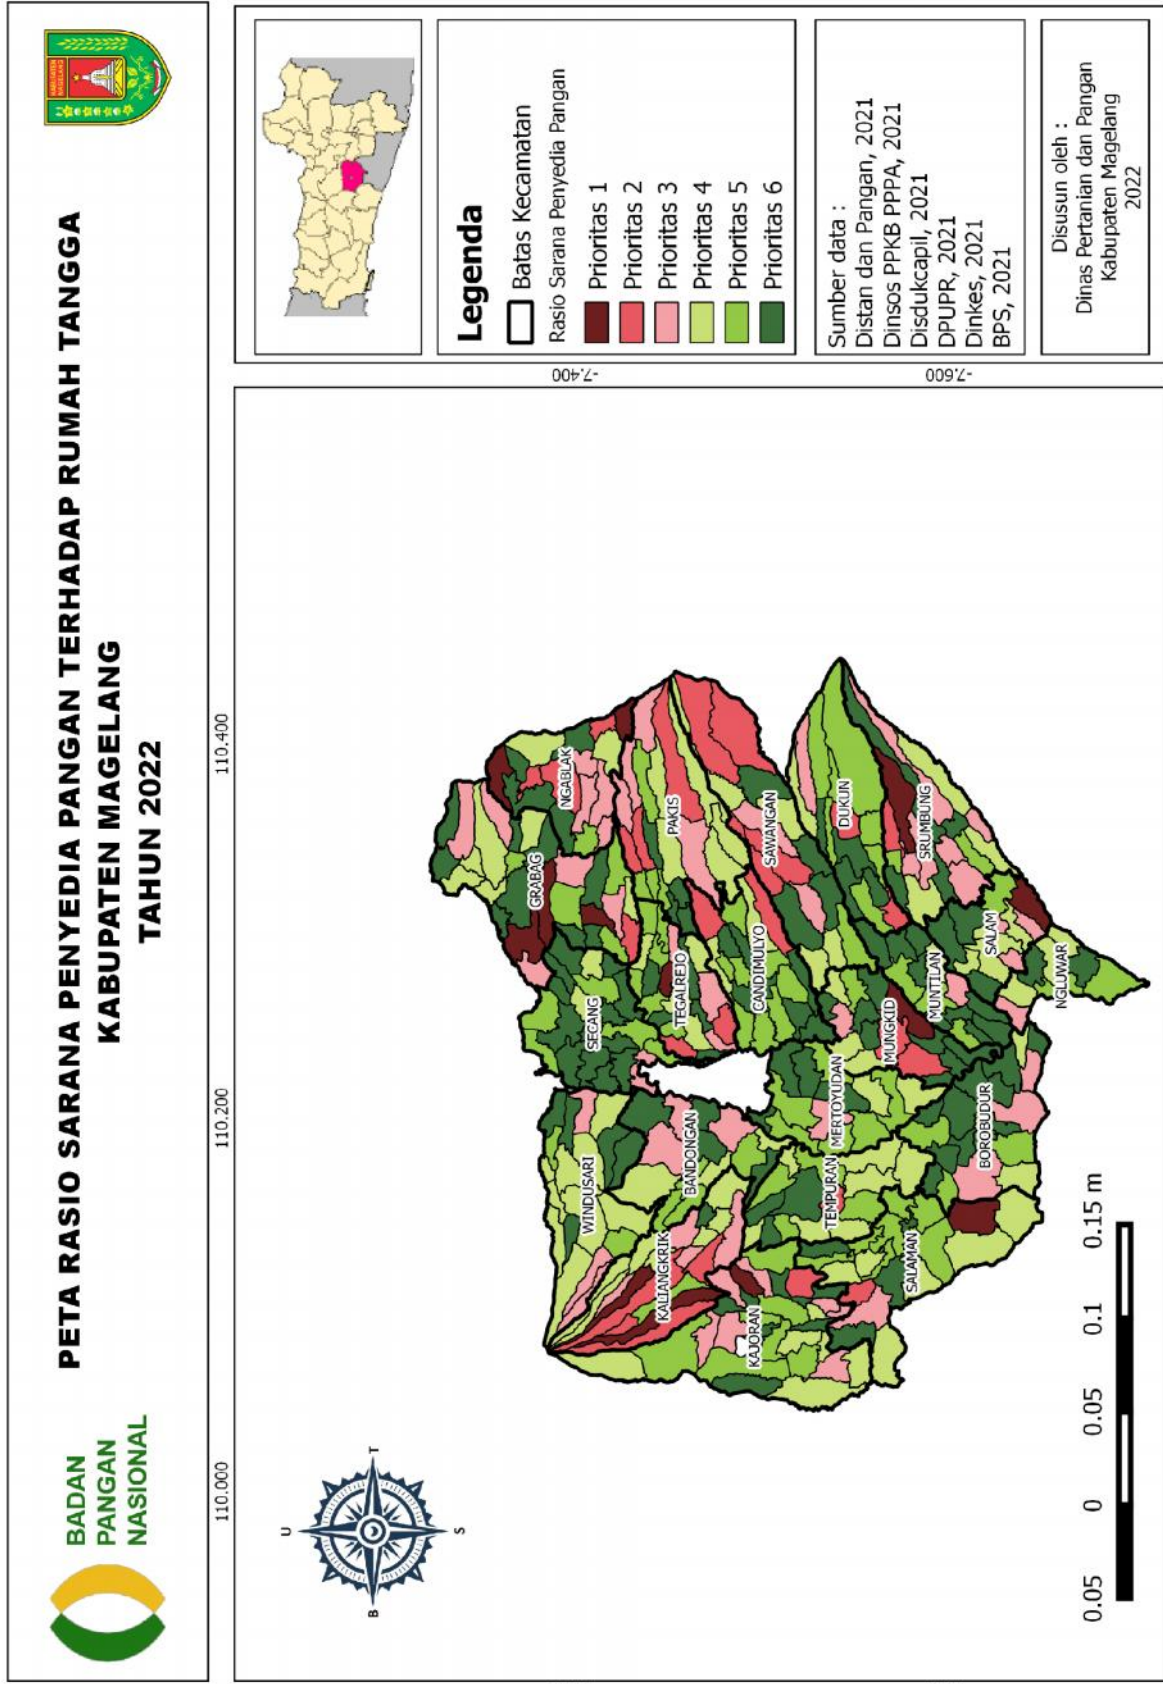 BADAN
PANGAN
NASIONAL
PETA RASIO SARANA PENYEDIA PANGAN TERHADAP RUMAH TANGGA
KABUPATEN MAGELANG
TAHUN 2022
KABUPATEN
MAGELANG
110.000
110.200
110.400
-7.400
-7.600
U
B
T
S
GRABAG
NGABLAK
SECANG
PAKIS
TEGALREJO
WINDUSARI
BANDONGAN
KALIANGKRIK
CANDIMULYO
SAWANGAN
KAJORAN
TEMPURAN
MERTOYUDAN
MUNGKID
DUKUN
MUNTILAN
SRUMBUNG
SALAMAN
BOROBUDUR
SALAM
NGLUWAR
0.05
0
0.05
0.1
0.15 m
Legenda
Batas Kecamatan
Rasio Sarana Penyedia Pangan
Prioritas 1
Prioritas 2
Prioritas 3
Prioritas 4
Prioritas 5
Prioritas 6
Sumber data :
Distan dan Pangan, 2021
Dinsos PPKB PPPA, 2021
Disdukcapil, 2021
DPUPR, 2021
Dinkes, 2021
BPS, 2021
Disusun oleh :
Dinas Pertanian dan Pangan
Kabupaten Magelang
2022